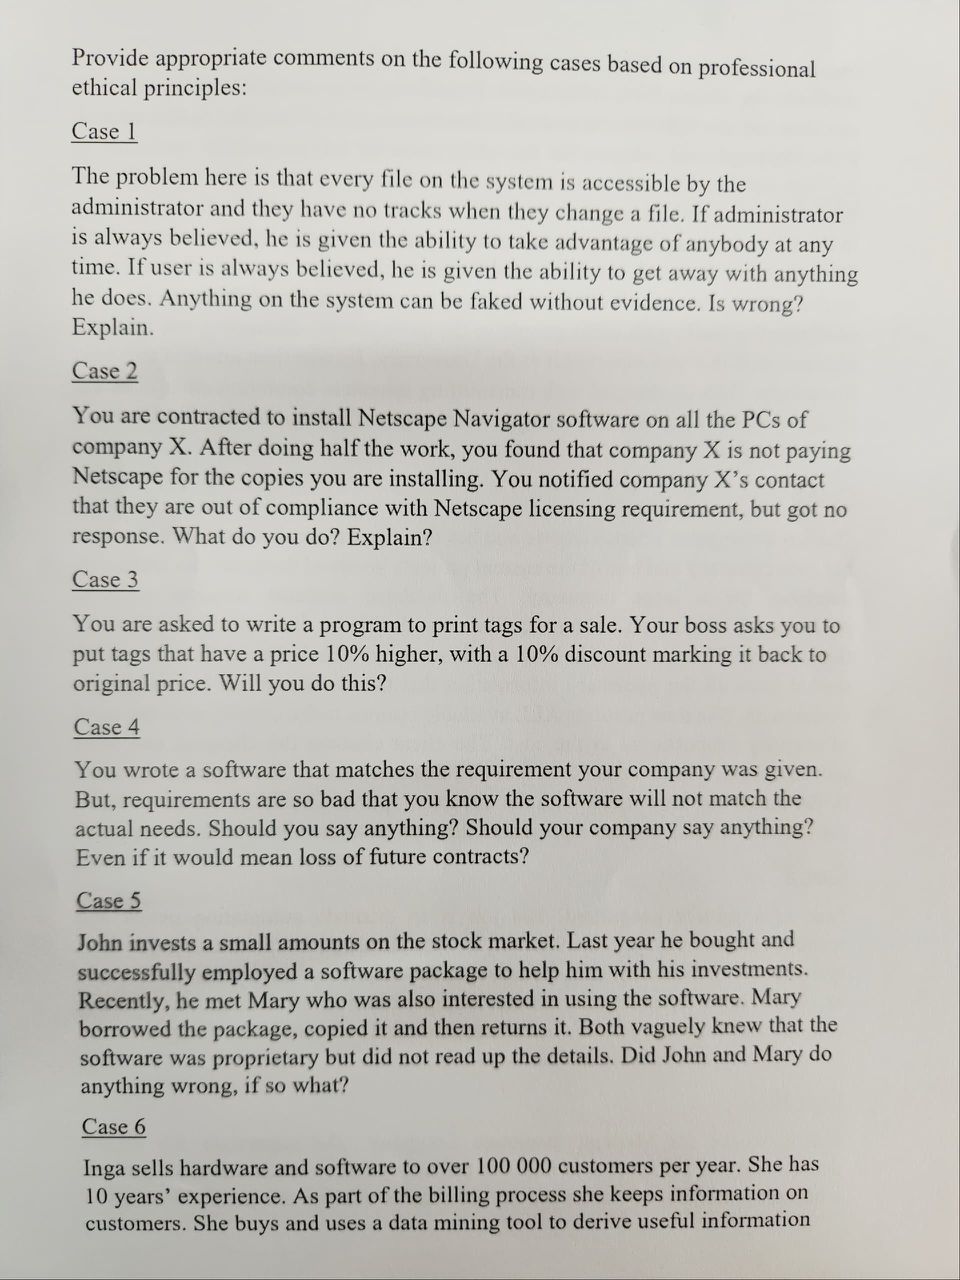 Provide appropriate comments on the following cases based on professional
ethical principles:
Case 1
The problem here is that every file on the system is accessible by the
administrator and they have no tracks when they change a file. If administrator
is always believed, he is given the ability to take advantage of anybody at any
time. If user is always believed, he is given the ability to get away with anything
he does. Anything on the system can be faked without evidence. Is wrong?
Explain.
Case 2
You are contracted to install Netscape Navigator software on all the PCs of
company X. After doing half the work, you found that company X is not paying
Netscape for the copies you are installing. You notified company X's contact
that they are out of compliance with Netscape licensing requirement, but got no
response. What do you do? Explain?
Case 3
You are asked to write a program to print tags for a sale. Your boss asks you to
put tags that have a price 10% higher, with a 10% discount marking it back to
original price. Will you do this?
Case 4
You wrote a software that matches the requirement your company was given.
But, requirements are so bad that you know the software will not match the
actual needs. Should you say anything? Should your company say anything?
Even if it would mean loss of future contracts?
Case 5
John invests a small amounts on the stock market. Last year he bought and
successfully employed a software package to help him with his investments.
Recently, he met Mary who was also interested in using the software. Mary
borrowed the package, copied it and then returns it. Both vaguely knew that the
software was proprietary but did not read up the details. Did John and Mary do
anything wrong, if so what?
Case 6
Inga sells hardware and software to over 100 000 customers per year. She has
10 years' experience. As part of the billing process she keeps information on
customers. She buys and uses a data mining tool to derive useful information